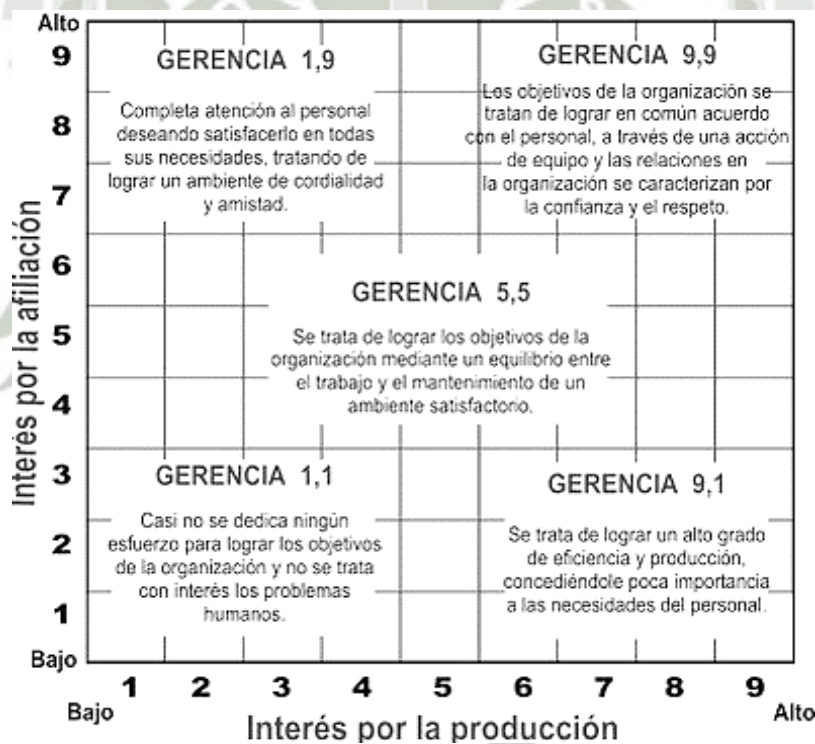 Alto
9
8
7
6
5
4
3
2
1
Bajo
Interés por la afiliación
GERENCIA 1,9
Completa atención al personal
deseando satisfacerlo en todas
sus necesidades, tratando de
lograr un ambiente de cordialidad
y amistad.
GERENCIA 9,9
Los objetivos de la organización se
tratan de lograr en común acuerdo
con el personal, a través de una acción
de equipo y las relaciones en
la organización se caracterizan por
la confianza y el respeto.
GERENCIA 5,5
Se trata de lograr los objetivos de la
organización mediante un equilibrio entre
el trabajo y el mantenimiento de un
ambiente satisfactorio.
GERENCIA 1,1
Casi no se dedica ningún
esfuerzo para lograr los objetivos
de la organización y no se trata
con interés los problemas
humanos.
GERENCIA 9,1
Se trata de lograr un alto grado
de eficiencia y producción,
concediéndole poca importancia
a las necesidades del personal.
1 2 3 4 5 6 7 8 9
Bajo
Alto
Interés por la producción